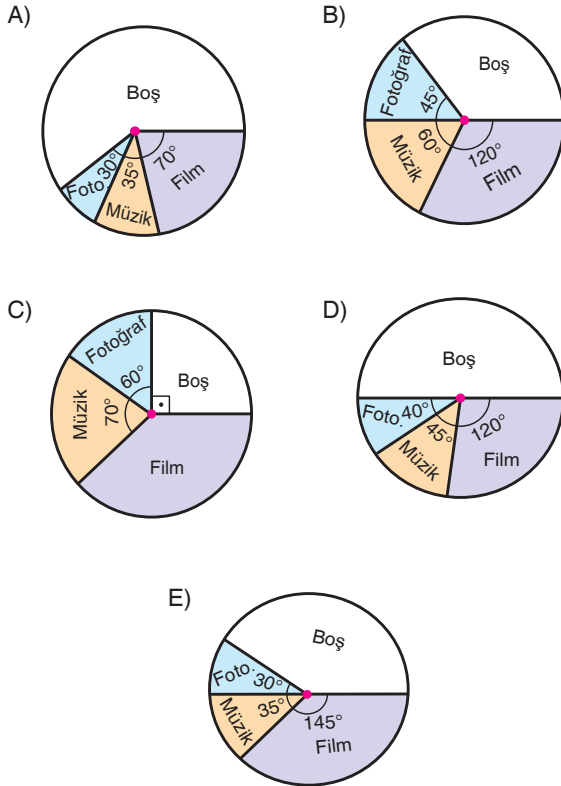 A)
Boş
30°
35°
70°
Foto.
Müzik
Film
B)
Fotoğraf
45°
Boş
60°
Müzik
120°
Film
C)
Fotoğraf
60°
Boş
70°
Müzik
Film
D)
Boş
Foto.
40°
45°
120°
Müzik
Film
E)
Boş
Foto.
30°
35°
Müzik
145°
Film